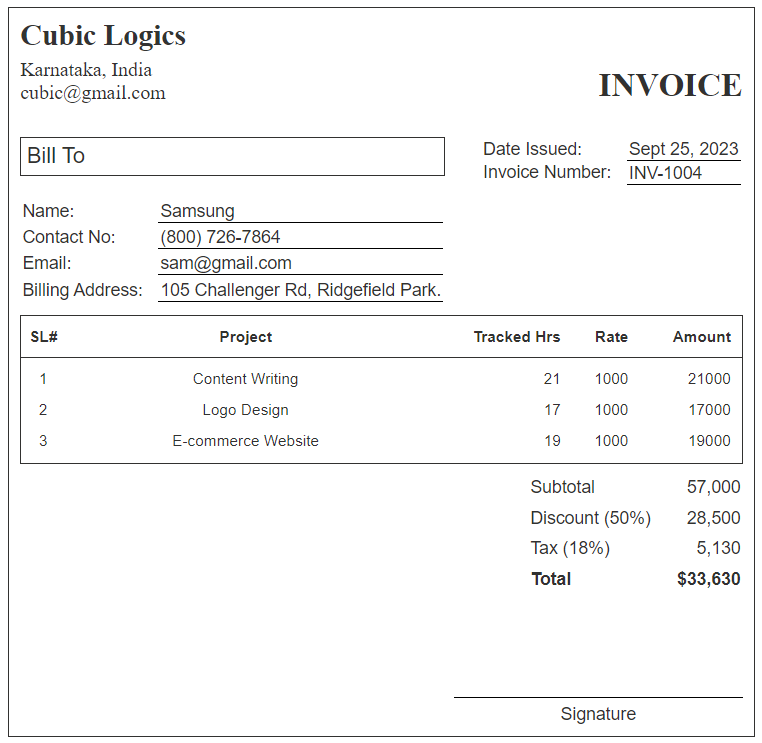 Cubic Logics
Karnataka, India
cubic@gmail.com
INVOICE
Bill To
Date Issued: Sept 25, 2023
Invoice Number: INV-1004
Name: Samsung
Contact No: (800) 726-7864
Email: sam@gmail.com
Billing Address: 105 Challenger Rd, Ridgefield Park.
SL# Project Tracked Hrs Rate Amount
1 Content Writing 21 1000 21000
2 Logo Design 17 1000 17000
3 E-commerce Website 19 1000 19000
Subtotal 57,000
Discount (50%) 28,500
Tax (18%) 5,130
Total $33,630
Signature